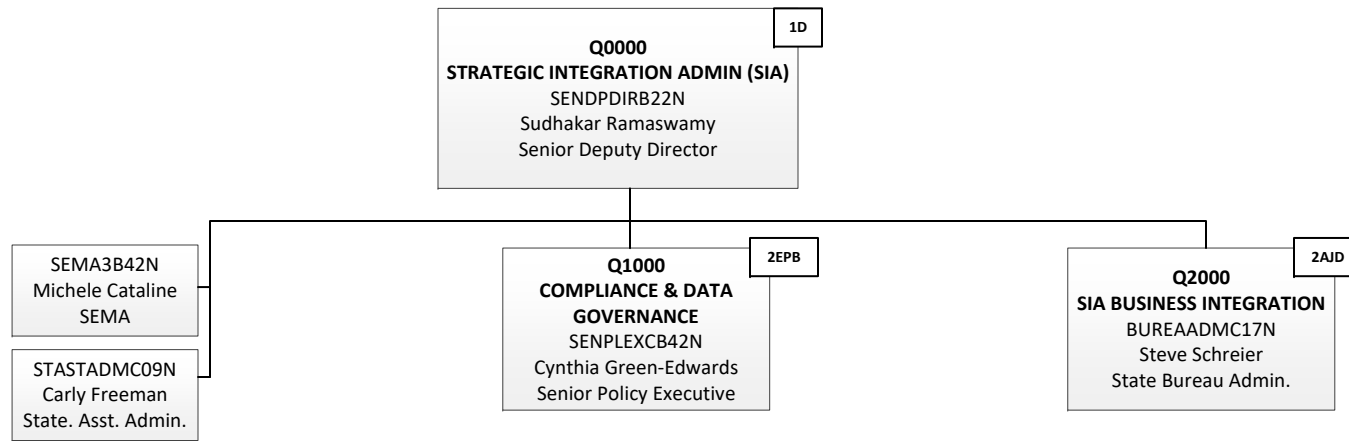 1D
Q0000
STRATEGIC INTEGRATION ADMIN (SIA)
SENDPDIRB22N
Sudhakar Ramaswamy
Senior Deputy Director
SEMA3B42N
Michele Cataline
SEMA
STASTADMC09N
Carly Freeman
State. Asst. Admin.
2EPB
Q1000
COMPLIANCE & DATA
GOVERNANCE
SENPLEXCB42N
Cynthia Green-Edwards
Senior Policy Executive
2AJD
Q2000
SIA BUSINESS INTEGRATION
BUREAADMC17N
Steve Schreier
State Bureau Admin.